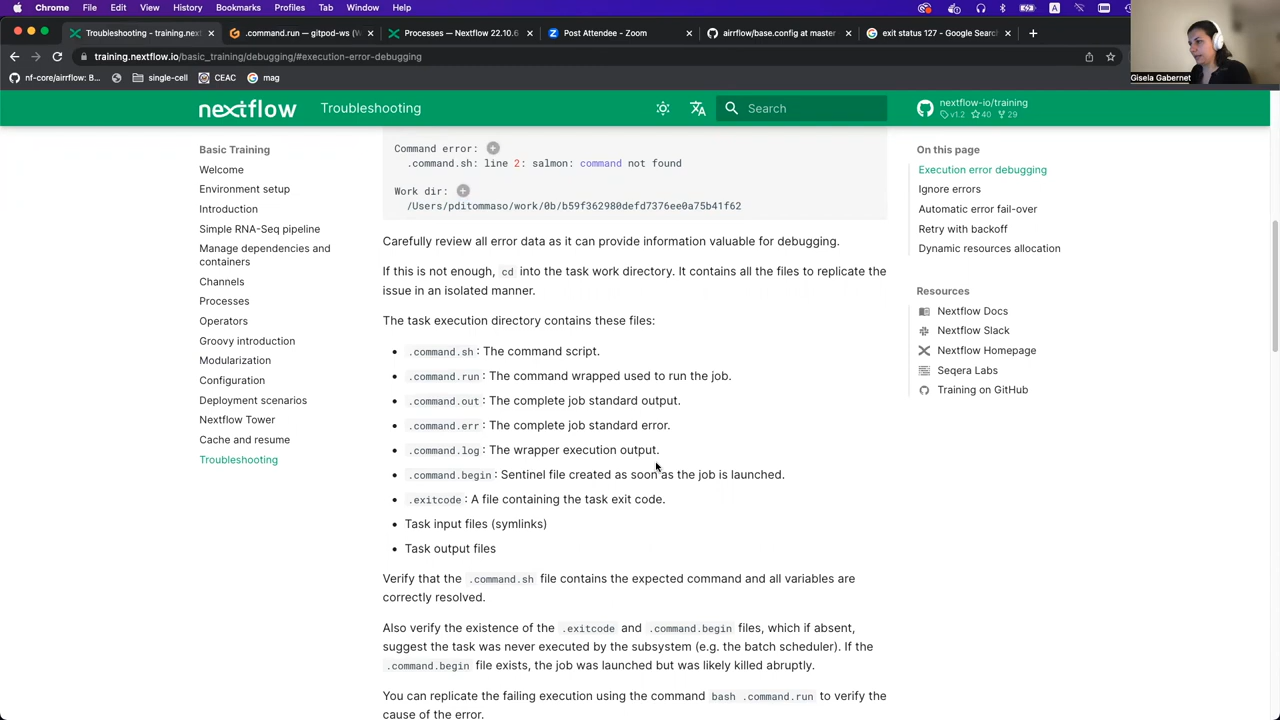 Chrome File Edit View History Bookmarks Profiles Tab Window Help
Troubleshooting - training.nex
.command.run — gitpod-ws (W
Processes — Nextflow 22.10.6
Post Attendee - Zoom
airflow/base.config at master
exit status 127 - Google Searc
training.nextflow.io/basic_training/debugging/#execution-error-debugging
nf-core/airflow: B...
single-cell
CEAC
mag
Gisela Gabernet
nextflow
Troubleshooting
Search
nextflow-io/training
v1.2 40 29
Basic Training
Welcome
Environment setup
Introduction
Simple RNA-Seq pipeline
Manage dependencies and
containers
Channels
Processes
Operators
Groovy introduction
Modularization
Configuration
Deployment scenarios
Nextflow Tower
Cache and resume
Troubleshooting
Command error:
.command.sh: line 2: salmon: command not found
Work dir:
/Users/pditommaso/work/0b/b59f362980defd7376ee0a75b41f62
Carefully review all error data as it can provide information valuable for debugging.
If this is not enough, cd into the task work directory. It contains all the files to replicate the
issue in an isolated manner.
The task execution directory contains these files:
.command.sh : The command script.
.command.run : The command wrapped used to run the job.
.command.out : The complete job standard output.
.command.err : The complete job standard error.
.command.log : The wrapper execution output.
.command.begin : Sentinel file created as soon as the job is launched.
.exitcode : A file containing the task exit code.
Task input files (symlinks)
Task output files
Verify that the .command.sh file contains the expected command and all variables are
correctly resolved.
Also verify the existence of the .exitcode and .command.begin files, which if absent,
suggest the task was never executed by the subsystem (e.g. the batch scheduler). If the
.command.begin file exists, the job was launched but was likely killed abruptly.
You can replicate the failing execution using the command bash .command.run to verify the
cause of the error.
On this page
Execution error debugging
Ignore errors
Automatic error fail-over
Retry with backoff
Dynamic resources allocation
Resources
Nextflow Docs
Nextflow Slack
Nextflow Homepage
Seqera Labs
Training on GitHub